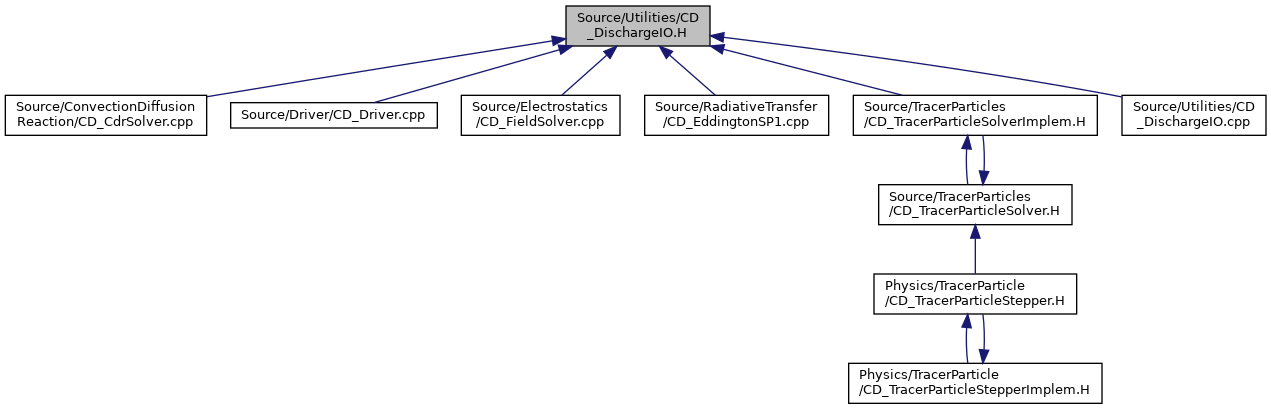 Source/Utilities/CD
_DischargeIO.H
Source/ConvectionDiffusion
Reaction/CD_CdrSolver.cpp
Source/Driver/CD_Driver.cpp
Source/Electrostatics
/CD_FieldSolver.cpp
Source/RadiativeTransfer
/CD_EddingtonSP1.cpp
Source/TracerParticles
/CD_TracerParticleSolverImplem.H
Source/Utilities/CD
_DischargeIO.cpp
Source/TracerParticles
/CD_TracerParticleSolver.H
Physics/TracerParticle
/CD_TracerParticleStepper.H
Physics/TracerParticle
/CD_TracerParticleStepperImplem.H